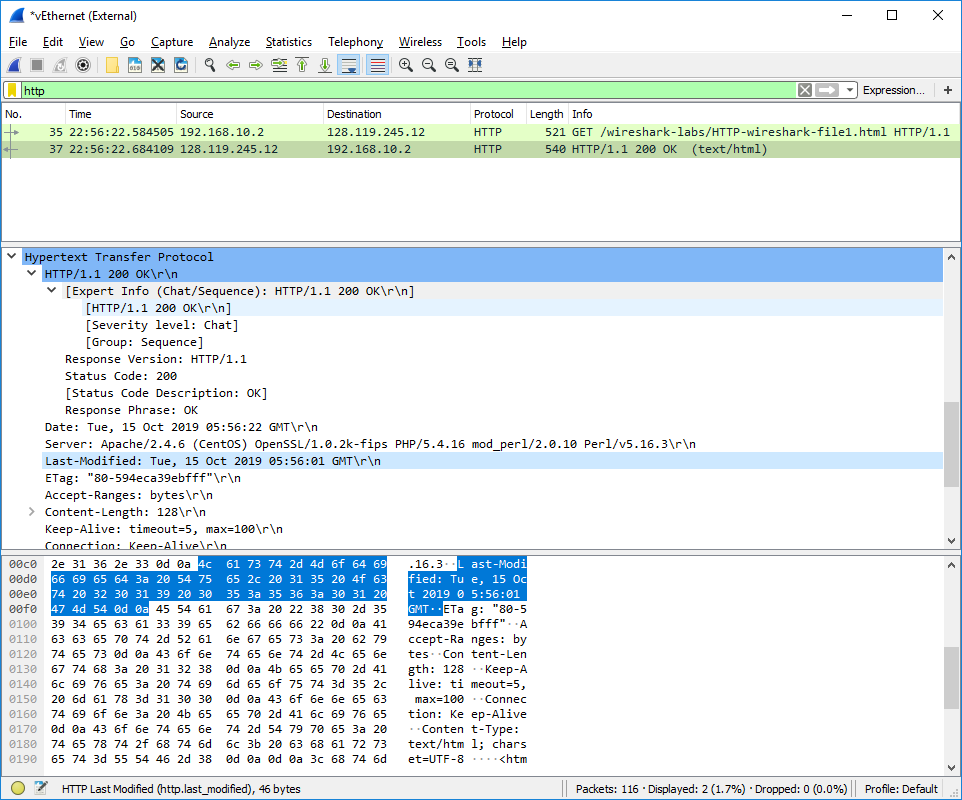 *vEthernet (External)
File Edit View Go Capture Analyze Statistics Telephony Wireless Tools Help
http Expression... +
No. Time Source Destination Protocol Length Info
35 22:56:22.584505 192.168.10.2 128.119.245.12 HTTP 521 GET /wireshark-labs/HTTP-wireshark-file1.html HTTP/1.1
37 22:56:22.684109 128.119.245.12 192.168.10.2 HTTP 540 HTTP/1.1 200 OK (text/html)
Hypertext Transfer Protocol
HTTP/1.1 200 OK\r\n
[Expert Info (Chat/Sequence): HTTP/1.1 200 OK\r\n]
[HTTP/1.1 200 OK\r\n]
[Severity level: Chat]
[Group: Sequence]
Response Version: HTTP/1.1
Status Code: 200
[Status Code Description: OK]
Response Phrase: OK
Date: Tue, 15 Oct 2019 05:56:22 GMT\r\n
Server: Apache/2.4.6 (CentOS) OpenSSL/1.0.2k-fips PHP/5.4.16 mod_perl/2.0.10 Perl/v5.16.3\r\n
Last-Modified: Tue, 15 Oct 2019 05:56:01 GMT\r\n
ETag: "80-594eca39ebfff"\r\n
Accept-Ranges: bytes\r\n
Content-Length: 128\r\n
Keep-Alive: timeout=5, max=100\r\n
Connection: Keep-Alive\r\n
00c0 2e 31 36 2e 33 0d 0a 4c 61 73 74 2d 4d 6f 64 69 .16.3··L ast-Modi
00d0 66 69 65 64 3a 20 54 75 65 2c 20 31 35 20 4f 63 fied: Tu e, 15 Oc
00e0 74 20 32 30 31 39 20 30 35 3a 35 36 3a 30 31 20 t 2019 0 5:56:01
00f0 47 4d 54 0d 0a 45 54 61 67 3a 20 22 38 30 2d 35 GMT··ETa g: "80-5
0100 39 34 65 63 61 33 39 65 62 66 66 66 22 0d 0a 41 94eca39e bfff"··A
0110 63 63 65 70 74 2d 52 61 6e 67 65 73 3a 20 62 79 ccept-Ra nges: by
0120 74 65 73 0d 0a 43 6f 6e 74 65 6e 74 2d 4c 65 6e tes··Con tent-Len
0130 67 74 68 3a 20 31 32 38 0d 0a 4b 65 65 70 2d 41 gth: 128 ··Keep-A
0140 6c 69 76 65 3a 20 74 69 6d 65 6f 75 74 3d 35 2c live: ti meout=5,
0150 20 6d 61 78 3d 31 30 30 0d 0a 43 6f 6e 6e 65 63 max=100 ··Connec
0160 74 69 6f 6e 3a 20 4b 65 65 70 2d 41 6c 69 76 65 tion: Ke ep-Alive
0170 0d 0a 43 6f 6e 74 65 6e 74 2d 54 79 70 65 3a 20 ··Conten t-Type:
0180 74 65 78 74 2f 68 74 6d 6c 3b 20 63 68 61 72 73 text/htm l; chars
0190 65 74 3d 55 54 46 2d 38 0d 0a 0d 0a 3c 68 74 6d et=UTF-8 ····<htm
HTTP Last Modified (http.last_modified), 46 bytes Packets: 116 · Displayed: 2 (1.7%) · Dropped: 0 (0.0%) Profile: Default